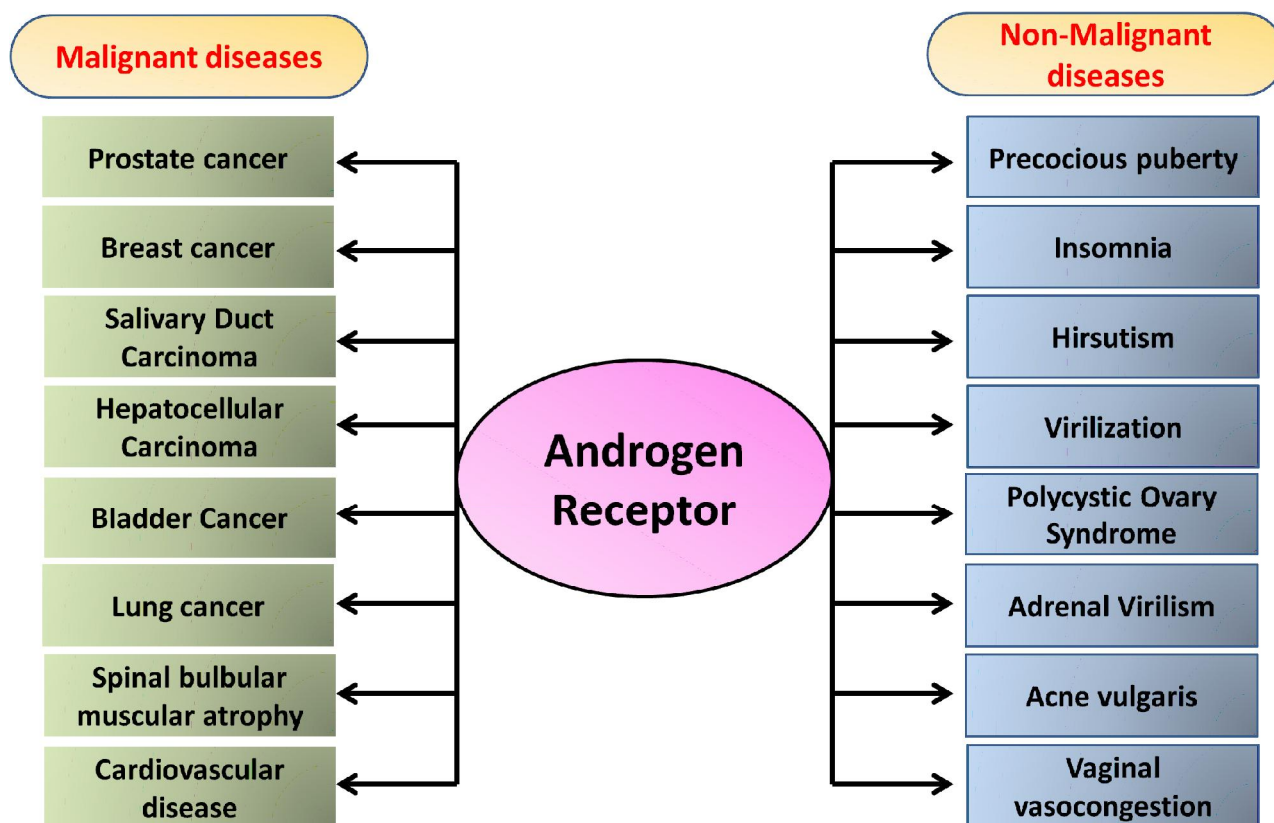 Malignant diseases
Prostate cancer
Breast cancer
Salivary Duct
Carcinoma
Hepatocellular
Carcinoma
Bladder Cancer
Lung cancer
Spinal bulbular
muscular atrophy
Cardiovascular
disease
Androgen
Receptor
Non-Malignant
diseases
Precocious puberty
Insomnia
Hirsutism
Virilization
Polycystic Ovary
Syndrome
Adrenal Virilism
Acne vulgaris
Vaginal
vasocongestion